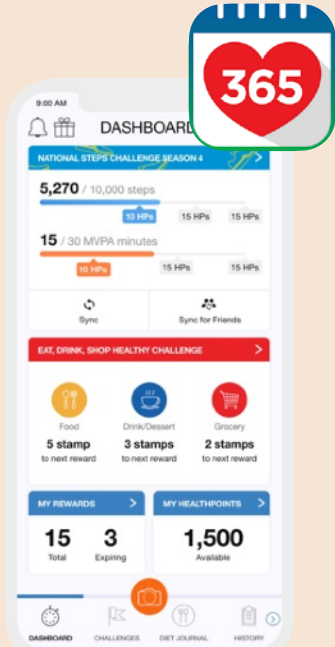 365
9:00 AM
DASHBOARD
NATIONAL STEPS CHALLENGE SEASON 4
5,270 / 10,000 steps
10 HPs 15 HPs 15 HPs
15 / 30 MVPA minutes
10 HPs 15 HPs 15 HPs
Sync Sync for Friends
EAT, DRINK, SHOP HEALTHY CHALLENGE
Food Drink/Dessert Grocery
5 stamp 3 stamps 2 stamps
to next reward to next reward to next reward
MY REWARDS MY HEALTHPOINTS
15 3 1,500
Total Expiring Available
DASHBOARD CHALLENGES DIET JOURNAL HISTORY